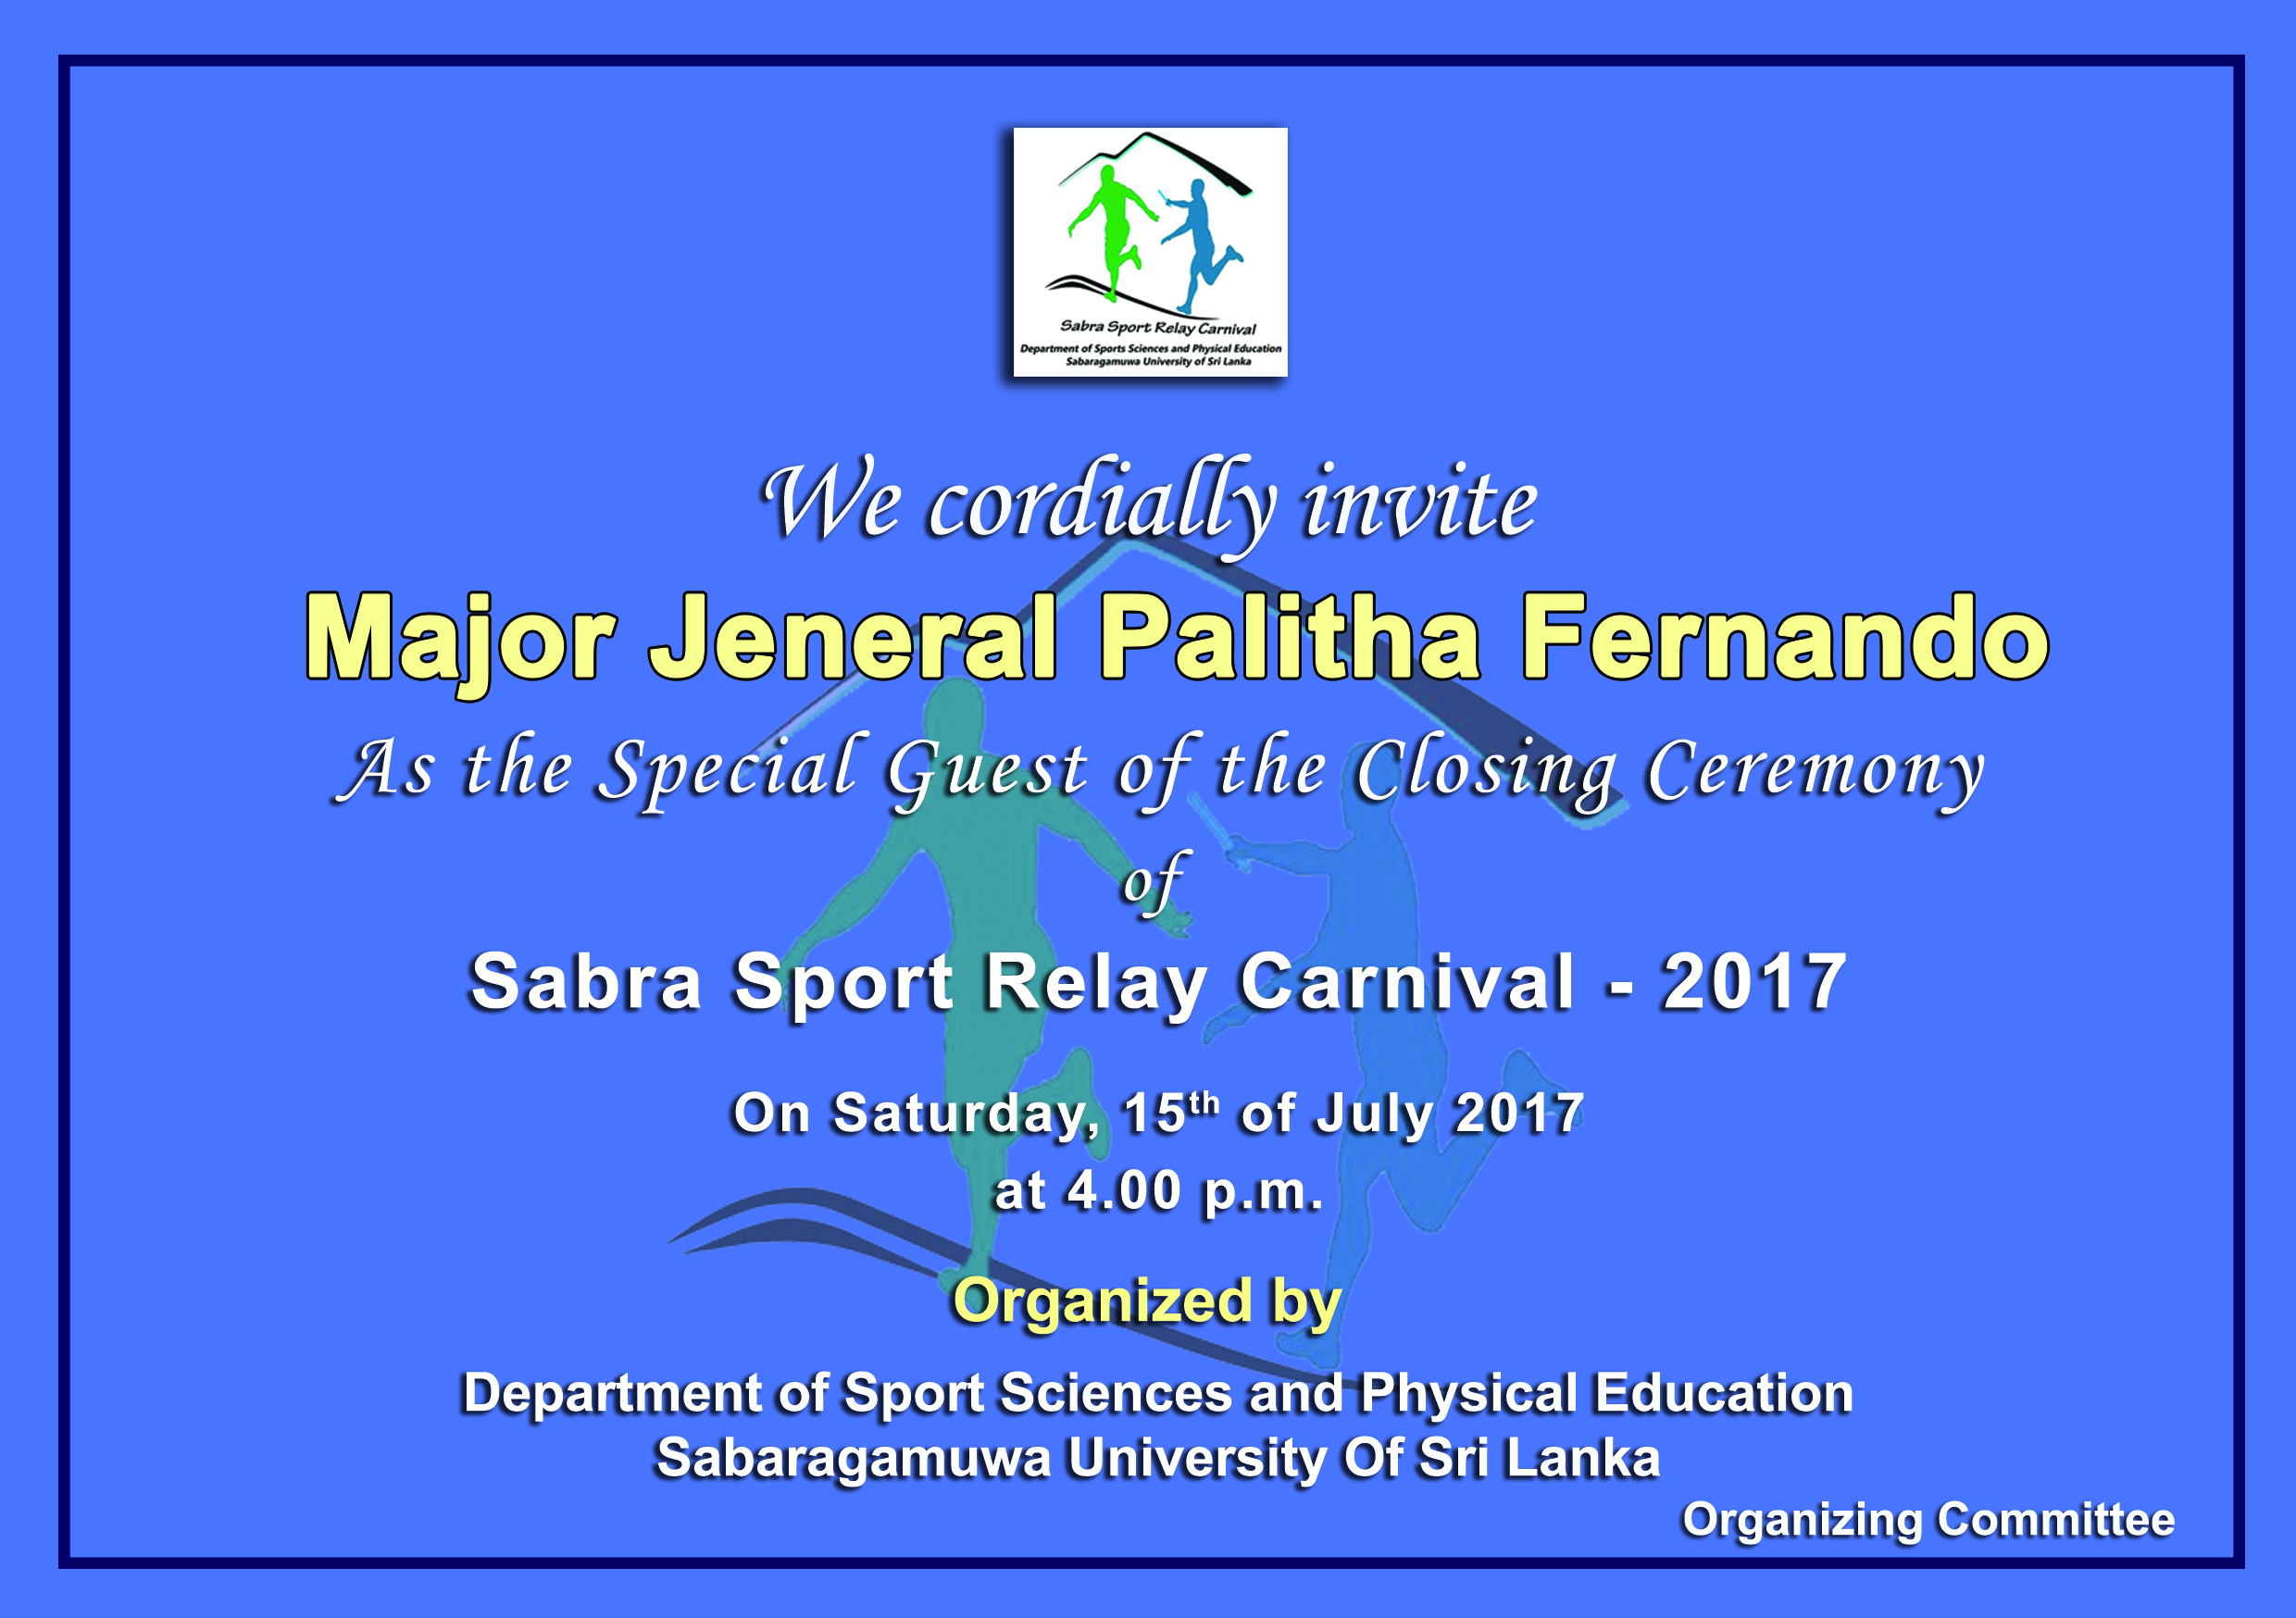 Sabra Sport Relay Carnival
Department of Sports Sciences and Physical Education
Sabaragamuwa University of Sri Lanka
We cordially invite
Major Jeneral Palitha Fernando
As the Special Guest of the Closing Ceremony
of
Sabra Sport Relay Carnival - 2017
On Saturday, 15th of July 2017
at 4.00 p.m.
Organized by
Department of Sport Sciences and Physical Education
Sabaragamuwa University Of Sri Lanka
Organizing Committee